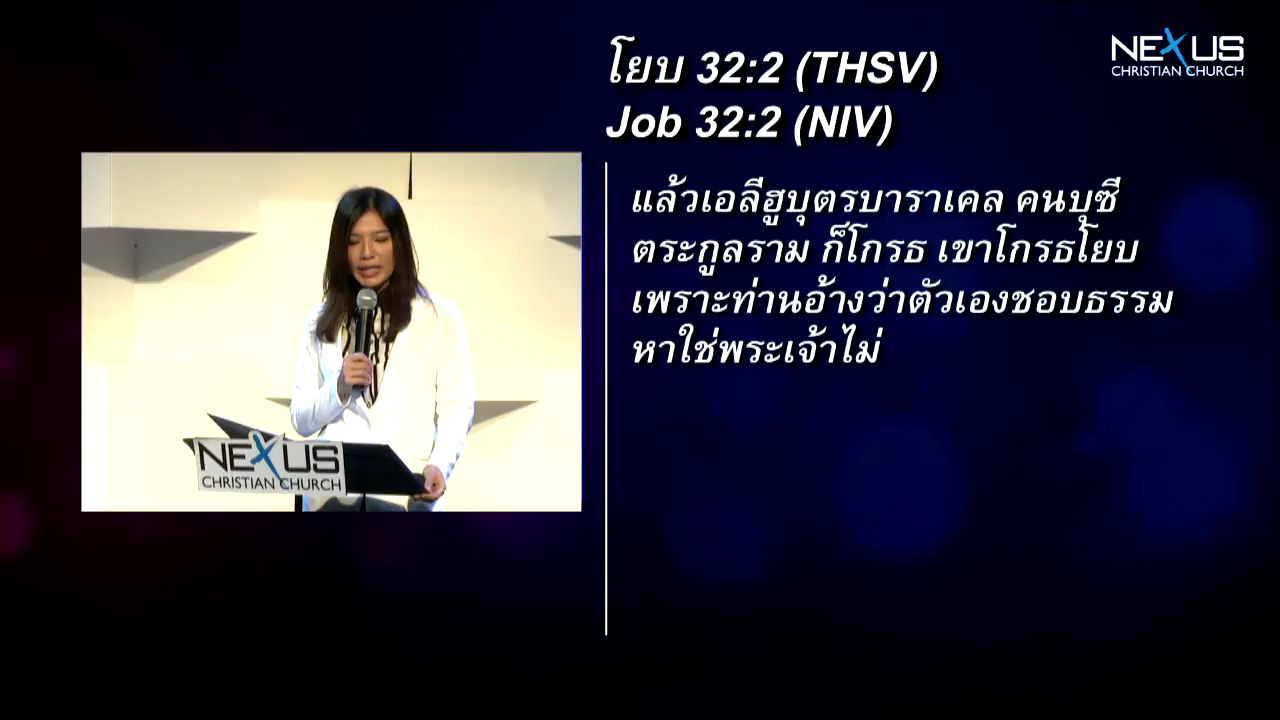 โยบ 32:2 (THSV)
Job 32:2 (NIV)
NEXUS
CHRISTIAN CHURCH
แล้วเอลีฮูบุตรบาราเคล คนบุซี
ตระกูลราม ก็โกรธ เขาโกรธโยบ
เพราะท่านอ้างว่าตัวเองชอบธรรม
หาใช่พระเจ้าไม่
NEXUS
CHRISTIAN CHURCH